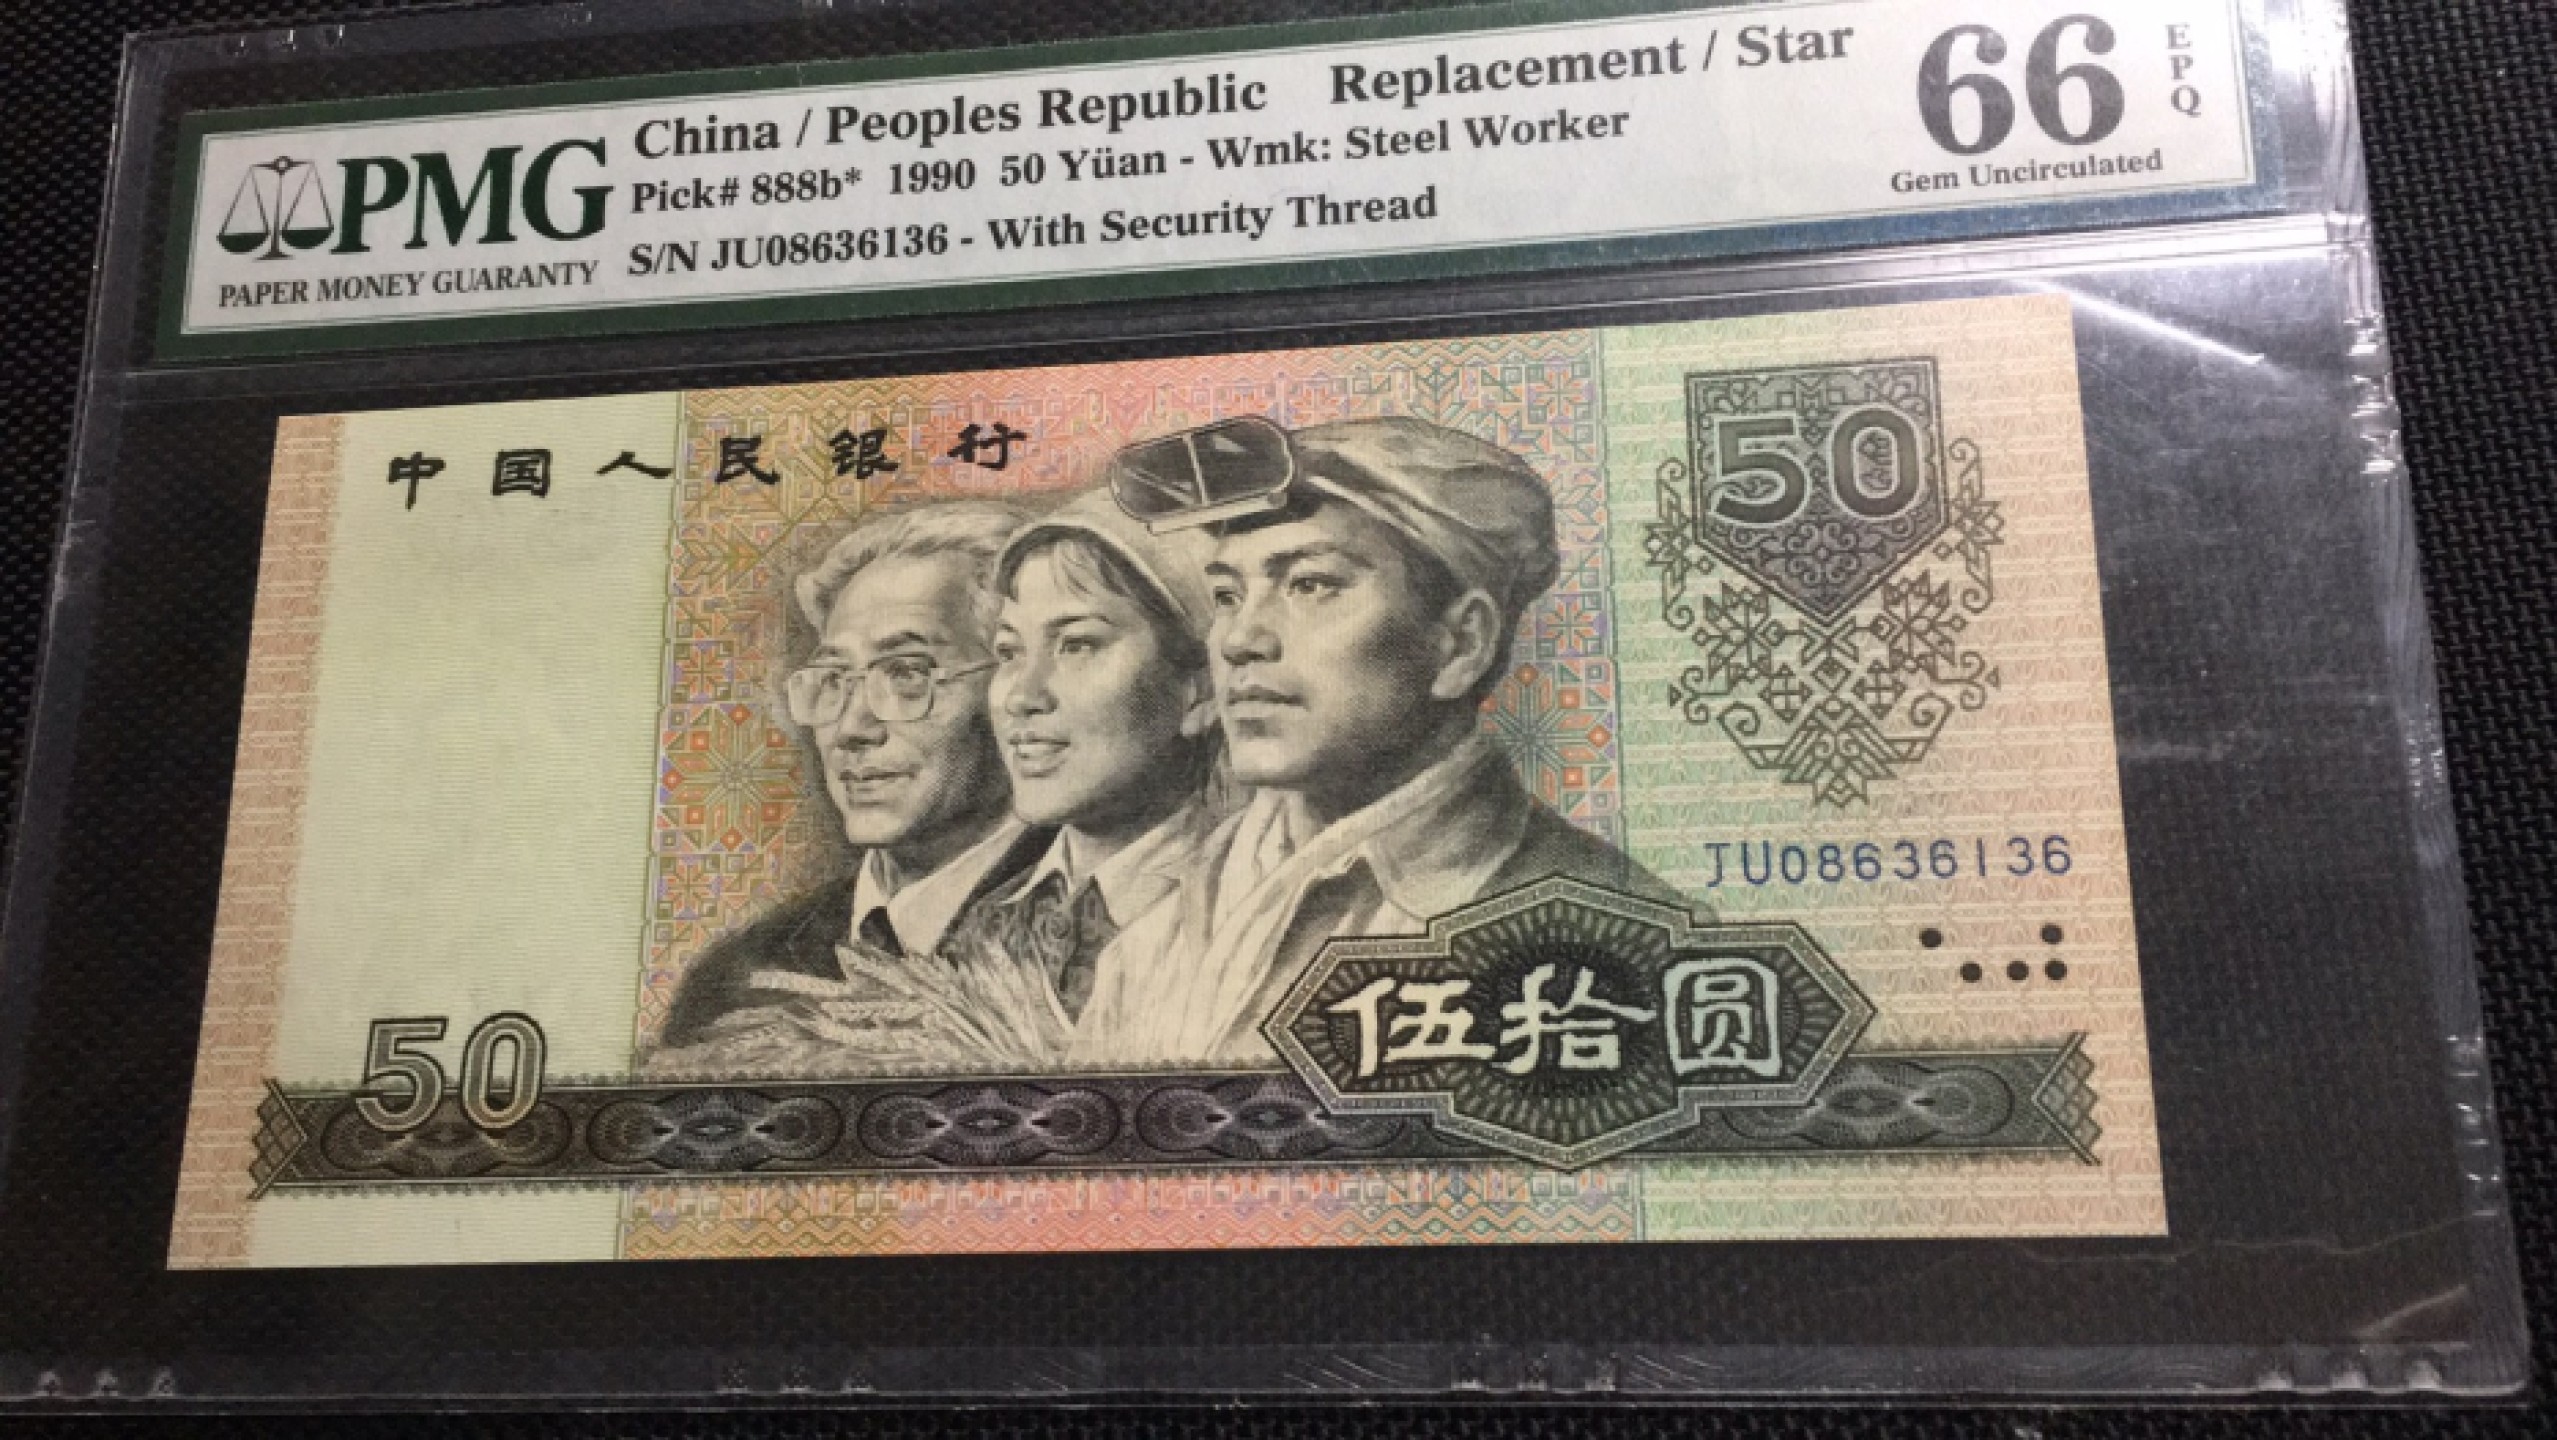 China / Peoples Republic Replacement / Star
Pick# 888b* 1990 50 Yüan - Wmk: Steel Worker
S/N JU08636136 - With Security Thread
PMG
PAPER MONEY GUARANTY
66
EPQ
Gem Uncirculated
中国人民银行
50
JU08636136
伍拾圆
50